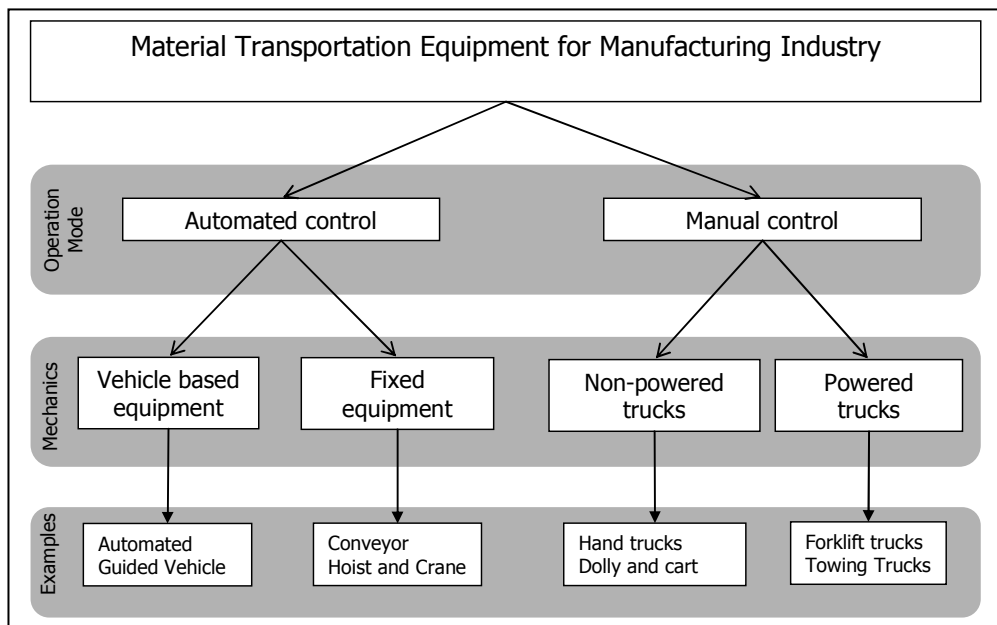 Material Transportation Equipment for Manufacturing Industry
Operation
Mode
Automated control
Manual control
Mechanics
Vehicle based
equipment
Fixed
equipment
Non-powered
trucks
Powered
trucks
Examples
Automated
Guided Vehicle
Conveyor
Hoist and Crane
Hand trucks
Dolly and cart
Forklift trucks
Towing Trucks